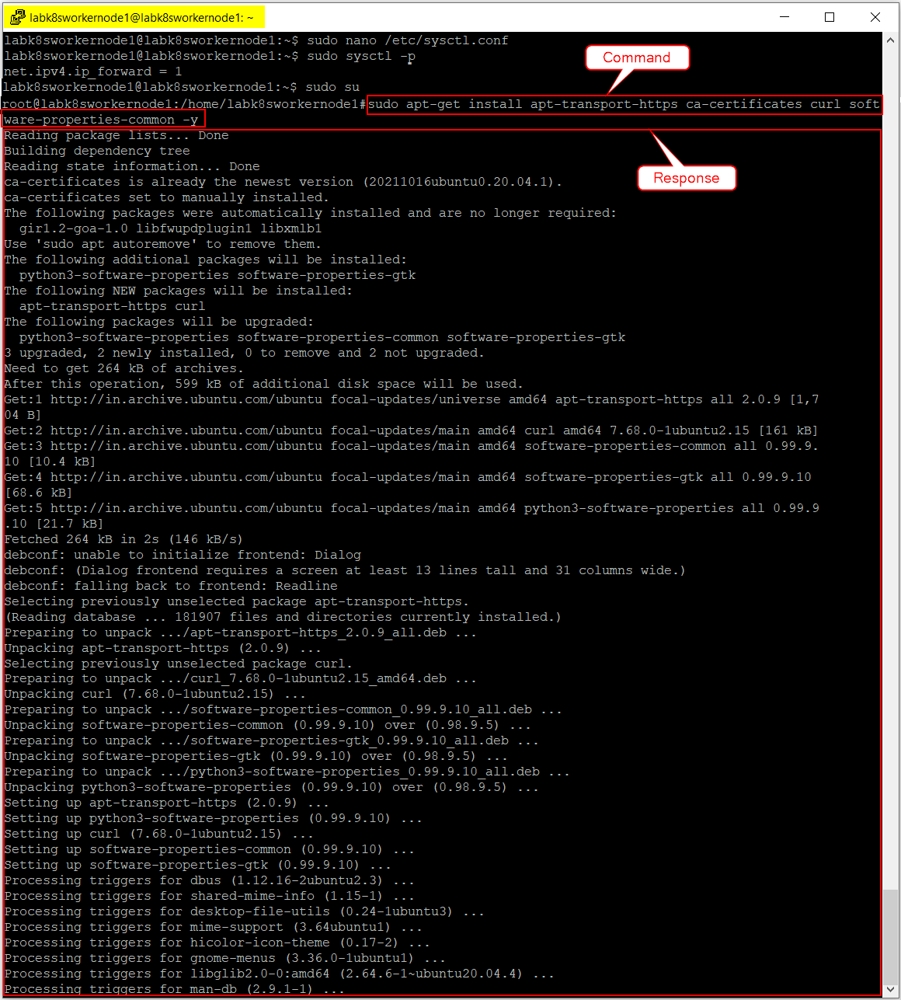 labk8sworkernode1@labk8sworkernode1: ~
labk8sworkernode1@labk8sworkernode1:~$ sudo nano /etc/sysctl.conf
labk8sworkernode1@labk8sworkernode1:~$ sudo sysctl -p
Command
net.ipv4.ip_forward = 1
labk8sworkernode1@labk8sworkernode1:~$ sudo su
root@labk8sworkernode1:/home/labk8sworkernode1#sudo apt-get install apt-transport-https ca-certificates curl soft
ware-properties-common -y
Reading package lists... Done
Building dependency tree
Reading state information... Done
Response
ca-certificates is already the newest version (20211016ubuntu0.20.04.1).
ca-certificates set to manually installed.
The following packages were automatically installed and are no longer required:
  gir1.2-goa-1.0 libfwupdplugin1 libxmlb1
Use 'sudo apt autoremove' to remove them.
The following additional packages will be installed:
  python3-software-properties software-properties-gtk
The following NEW packages will be installed:
  apt-transport-https curl
The following packages will be upgraded:
  python3-software-properties software-properties-common software-properties-gtk
3 upgraded, 2 newly installed, 0 to remove and 2 not upgraded.
Need to get 264 kB of archives.
After this operation, 599 kB of additional disk space will be used.
Get:1 http://in.archive.ubuntu.com/ubuntu focal-updates/universe amd64 apt-transport-https all 2.0.9 [1,7
04 B]
Get:2 http://in.archive.ubuntu.com/ubuntu focal-updates/main amd64 curl amd64 7.68.0-1ubuntu2.15 [161 kB]
Get:3 http://in.archive.ubuntu.com/ubuntu focal-updates/main amd64 software-properties-common all 0.99.9.
10 [10.4 kB]
Get:4 http://in.archive.ubuntu.com/ubuntu focal-updates/main amd64 software-properties-gtk all 0.99.9.10
[68.6 kB]
Get:5 http://in.archive.ubuntu.com/ubuntu focal-updates/main amd64 python3-software-properties all 0.99.9
.10 [21.7 kB]
Fetched 264 kB in 2s (146 kB/s)
debconf: unable to initialize frontend: Dialog
debconf: (Dialog frontend requires a screen at least 13 lines tall and 31 columns wide.)
debconf: falling back to frontend: Readline
Selecting previously unselected package apt-transport-https.
(Reading database ... 181907 files and directories currently installed.)
Preparing to unpack .../apt-transport-https_2.0.9_all.deb ...
Unpacking apt-transport-https (2.0.9) ...
Selecting previously unselected package curl.
Preparing to unpack .../curl_7.68.0-1ubuntu2.15_amd64.deb ...
Unpacking curl (7.68.0-1ubuntu2.15) ...
Preparing to unpack .../software-properties-common_0.99.9.10_all.deb ...
Unpacking software-properties-common (0.99.9.10) over (0.98.9.5) ...
Preparing to unpack .../software-properties-gtk_0.99.9.10_all.deb ...
Unpacking software-properties-gtk (0.99.9.10) over (0.98.9.5) ...
Preparing to unpack .../python3-software-properties_0.99.9.10_all.deb ...
Unpacking python3-software-properties (0.99.9.10) over (0.98.9.5) ...
Setting up apt-transport-https (2.0.9) ...
Setting up python3-software-properties (0.99.9.10) ...
Setting up curl (7.68.0-1ubuntu2.15) ...
Setting up software-properties-common (0.99.9.10) ...
Setting up software-properties-gtk (0.99.9.10) ...
Processing triggers for dbus (1.12.16-2ubuntu2.3) ...
Processing triggers for shared-mime-info (1.15-1) ...
Processing triggers for desktop-file-utils (0.24-1ubuntu3) ...
Processing triggers for mime-support (3.64ubuntu1) ...
Processing triggers for hicolor-icon-theme (0.17-2) ...
Processing triggers for gnome-menus (3.36.0-1ubuntu1) ...
Processing triggers for libglib2.0-0:amd64 (2.64.6-1~ubuntu20.04.4) ...
Processing triggers for man-db (2.9.1-1) ...